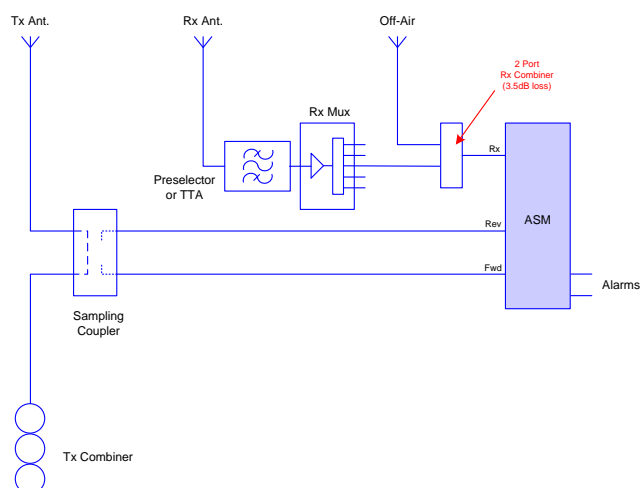 Tx Ant.
Rx Ant.
Off-Air
2 Port
Rx Combiner
(3.5dB loss)
Rx Mux
Rx
Preselector
or TTA
ASM
Rev
Fwd
Alarms
Sampling
Coupler
Tx Combiner